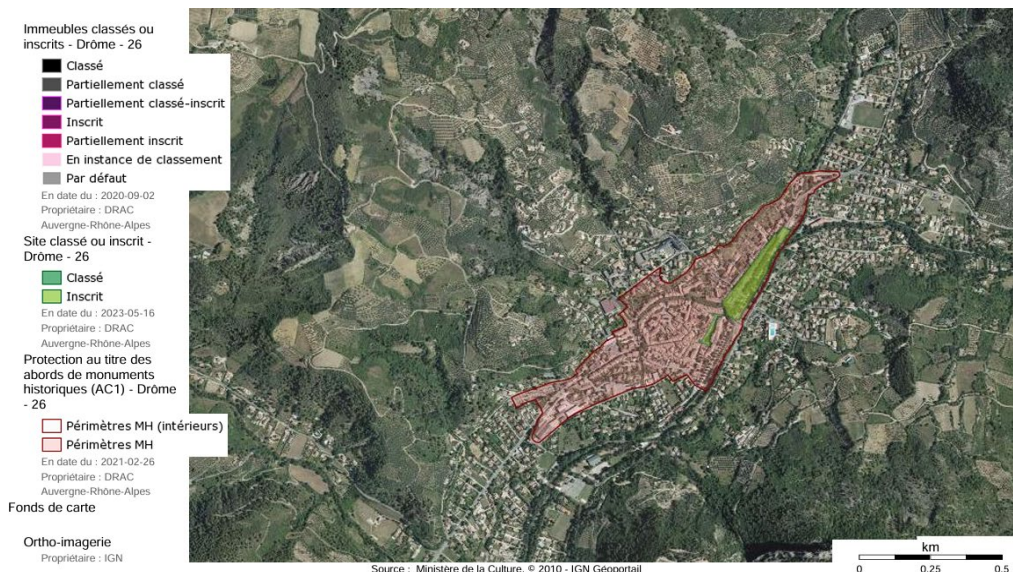 Immeubles classés ou
inscrits - Drôme - 26
Classé
Partiellement classé
Partiellement classé-inscrit
Inscrit
Partiellement inscrit
En instance de classement
Par défaut
En date du : 2020-09-02
Propriétaire : DRAC
Auvergne-Rhône-Alpes
Site classé ou inscrit -
Drôme - 26
Classé
Inscrit
En date du : 2023-05-16
Propriétaire : DRAC
Auvergne-Rhône-Alpes
Protection au titre des
abords de monuments
historiques (AC1) - Drôme
- 26
Périmètres MH (intérieurs)
Périmètres MH
En date du : 2021-02-26
Propriétaire : DRAC
Auvergne-Rhône-Alpes
Fonds de carte
Ortho-imagerie
Propriétaire : IGN
km
0 0.25 0.5
Source : Ministère de la Culture, © 2010 - IGN Géoportail